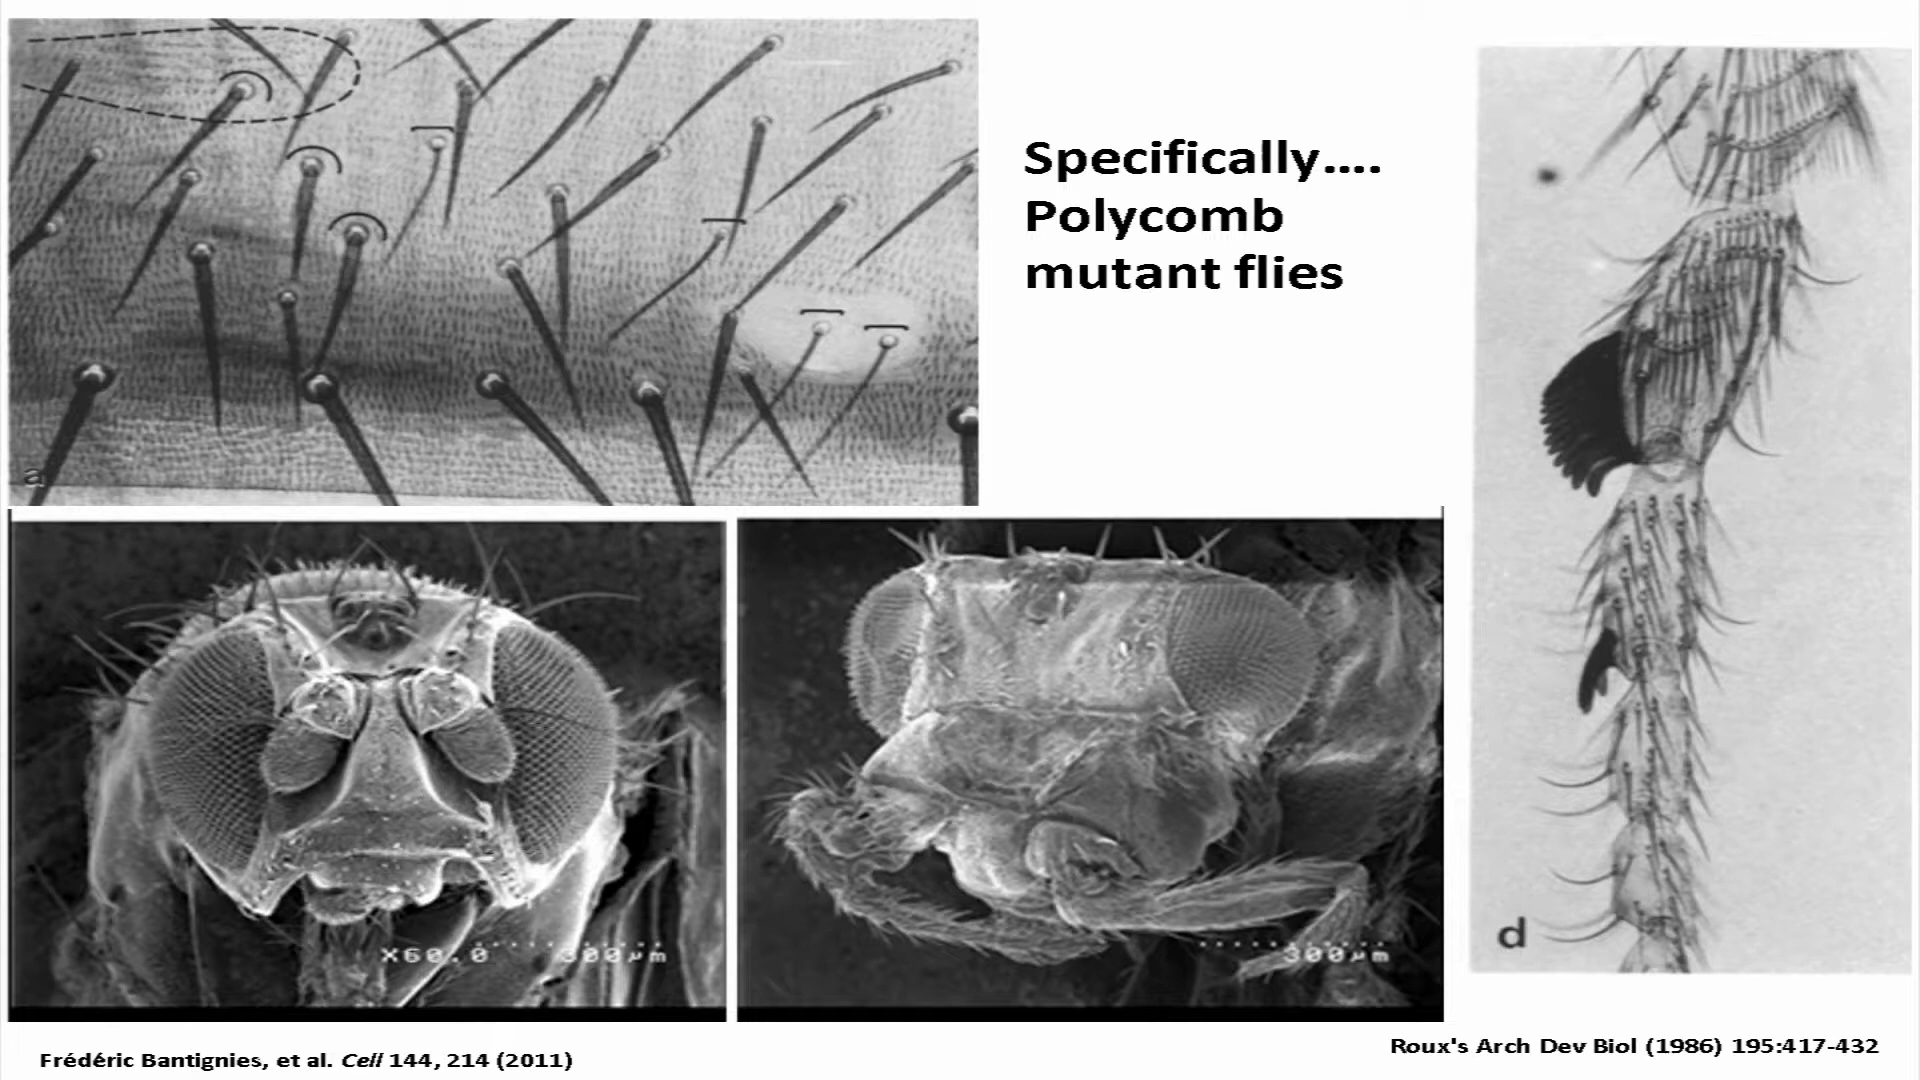 Specifically....
Polycomb
mutant flies
a
X60.0 300µm
300µm
d
Frédéric Bantignies, et al. Cell 144, 214 (2011)
Roux's Arch Dev Biol (1986) 195:417-432